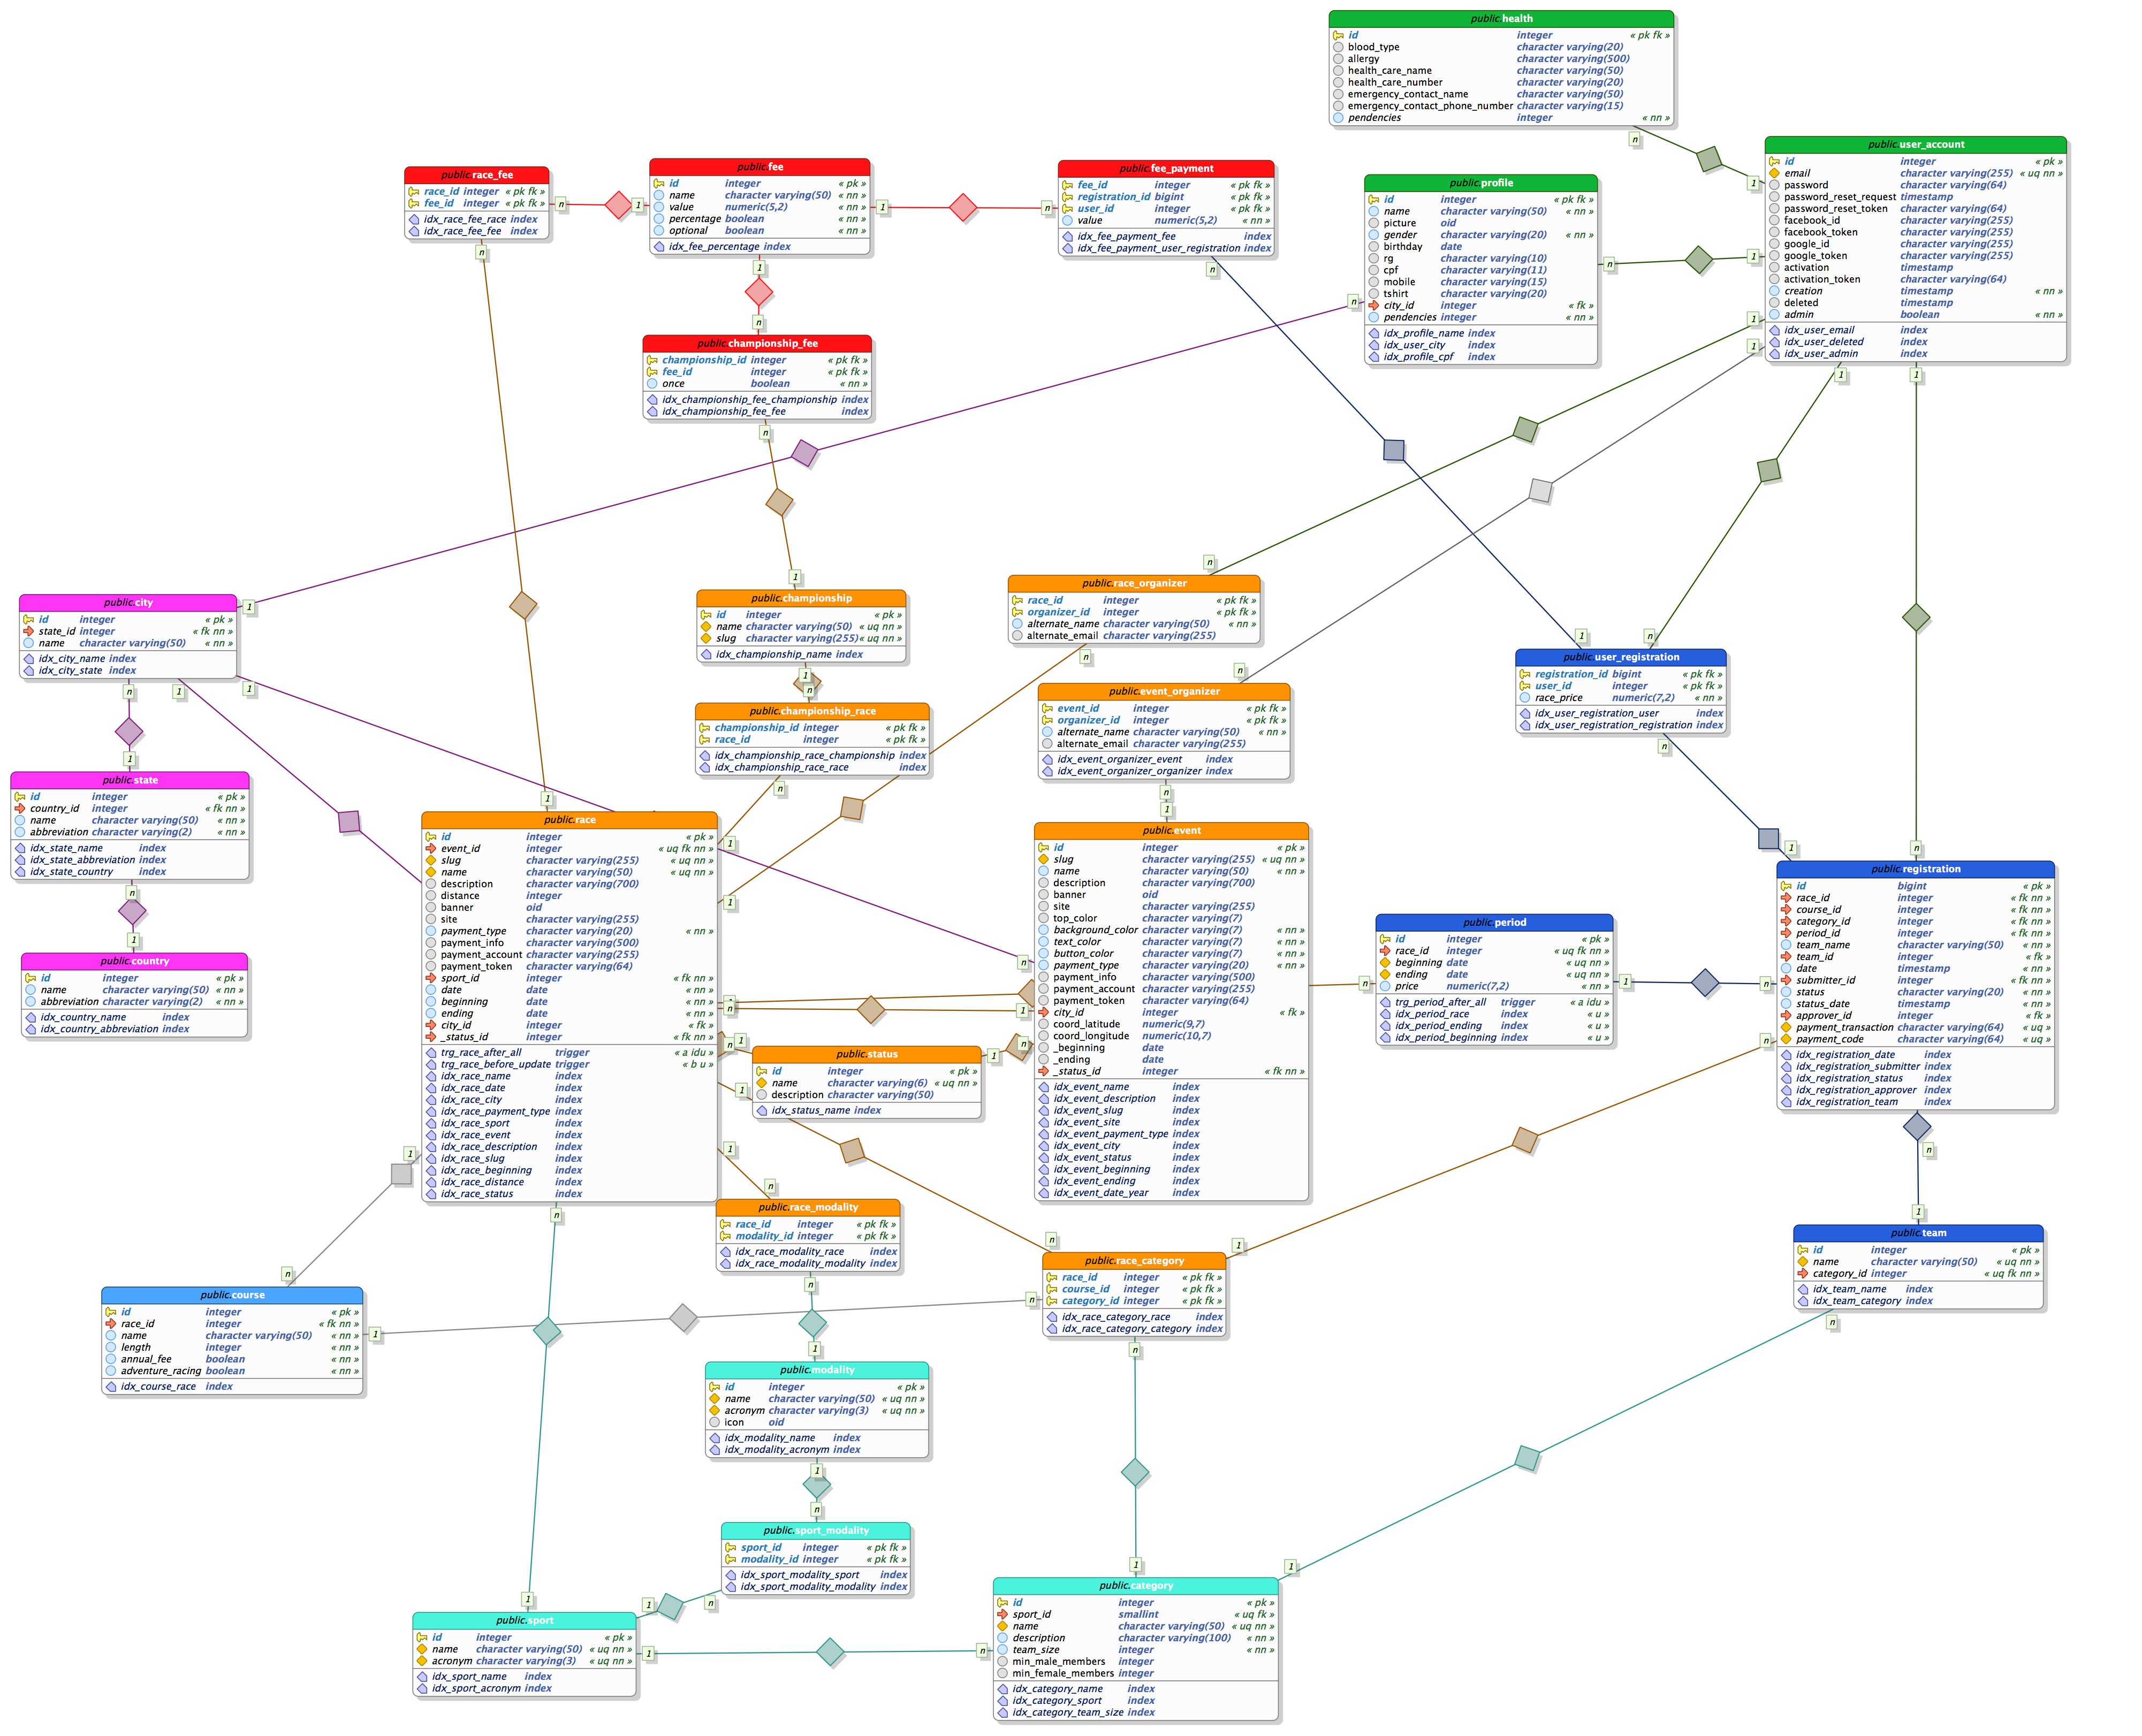 public.health
id integer « pk fk »
blood_type character varying(20)
allergy character varying(500)
health_care_name character varying(50)
health_care_number character varying(20)
emergency_contact_name character varying(50)
emergency_contact_phone_number character varying(15)
pendencies integer « nn »
n
1
public.user_account
id integer « pk »
email character varying(255) « uq nn »
password character varying(64)
password_reset_request timestamp
password_reset_token character varying(64)
facebook_id character varying(255)
facebook_token character varying(255)
google_id character varying(255)
google_token character varying(255)
activation timestamp
activation_token character varying(64)
creation timestamp « nn »
deleted timestamp
admin boolean « nn »
idx_user_email index
idx_user_deleted index
idx_user_admin index
1
1
1
1
1
public.race_fee
race_id integer « pk fk »
fee_id integer « pk fk »
idx_race_fee_race index
idx_race_fee_fee index
n
n
1
public.fee
id integer « pk »
name character varying(50) « nn »
value numeric(5,2) « nn »
percentage boolean « nn »
optional boolean « nn »
idx_fee_percentage index
1
1
n
n
public.fee_payment
fee_id integer « pk fk »
registration_id bigint « pk fk »
user_id integer « pk fk »
value numeric(5,2) « nn »
idx_fee_payment_fee index
idx_fee_payment_user_registration index
n
public.profile
id integer « pk fk »
name character varying(50) « nn »
picture oid
gender character varying(20) « nn »
birthday date
rg character varying(10)
cpf character varying(11)
mobile character varying(15)
tshirt character varying(20)
city_id integer « fk »
pendencies integer « nn »
idx_profile_name index
idx_user_city index
idx_profile_cpf index
n
n
public.championship_fee
championship_id integer « pk fk »
fee_id integer « pk fk »
once boolean « nn »
idx_championship_fee_championship index
idx_championship_fee_fee index
n
1
public.city
id integer « pk »
state_id integer « fk nn »
name character varying(50) « nn »
idx_city_name index
idx_city_state index
1
n
1
1
1
public.championship
id integer « pk »
name character varying(50) « uq nn »
slug character varying(255) « uq nn »
idx_championship_name index
1
n
n
public.race_organizer
race_id integer « pk fk »
organizer_id integer « pk fk »
alternate_name character varying(50) « nn »
alternate_email character varying(255)
n
n
public.event_organizer
event_id integer « pk fk »
organizer_id integer « pk fk »
alternate_name character varying(50) « nn »
alternate_email character varying(255)
idx_event_organizer_event index
idx_event_organizer_organizer index
n
1
1
n
public.user_registration
registration_id bigint « pk fk »
user_id integer « pk fk »
race_price numeric(7,2) « nn »
idx_user_registration_user index
idx_user_registration_registration index
n
1
n
public.championship_race
championship_id integer « pk fk »
race_id integer « pk fk »
idx_championship_race_championship index
idx_championship_race_race index
n
public.state
id integer « pk »
country_id integer « fk nn »
name character varying(50) « nn »
abbreviation character varying(2) « nn »
idx_state_name index
idx_state_abbreviation index
idx_state_country index
n
1
public.country
id integer « pk »
name character varying(50) « nn »
abbreviation character varying(2) « nn »
idx_country_name index
idx_country_abbreviation index
1
public.race
id integer « pk »
event_id integer « uq fk nn »
slug character varying(255) « uq nn »
name character varying(50) « uq nn »
description character varying(700)
distance integer
banner oid
site character varying(255)
payment_type character varying(20) « nn »
payment_info character varying(500)
payment_account character varying(255)
payment_token character varying(64)
sport_id integer « fk nn »
date date « nn »
beginning date « nn »
ending date « nn »
city_id integer « fk »
_status_id integer « fk nn »
trg_race_after_all trigger « a idu »
trg_race_before_update trigger « b u »
idx_race_name index
idx_race_date index
idx_race_city index
idx_race_payment_type index
idx_race_sport index
idx_race_event index
idx_race_description index
idx_race_slug index
idx_race_beginning index
idx_race_distance index
idx_race_status index
1
1
n
n
1
1
1
1
n
public.status
id integer « pk »
name character varying(6) « uq nn »
description character varying(50)
idx_status_name index
1
n
n
1
public.event
id integer « pk »
slug character varying(255) « uq nn »
name character varying(50) « nn »
description character varying(700)
banner oid
site character varying(255)
top_color character varying(7)
background_color character varying(7) « nn »
text_color character varying(7) « nn »
button_color character varying(7) « nn »
payment_type character varying(20) « nn »
payment_info character varying(500)
payment_account character varying(255)
payment_token character varying(64)
city_id integer « fk »
coord_latitude numeric(9,7)
coord_longitude numeric(10,7)
_beginning date
_ending date
_status_id integer « fk nn »
idx_event_name index
idx_event_description index
idx_event_slug index
idx_event_site index
idx_event_payment_type index
idx_event_city index
idx_event_status index
idx_event_beginning index
idx_event_ending index
idx_event_date_year index
n
public.period
id integer « pk »
race_id integer « uq fk nn »
beginning date « uq nn »
ending date « uq nn »
price numeric(7,2) « nn »
trg_period_after_all trigger « a idu »
idx_period_race index « u »
idx_period_ending index « u »
idx_period_beginning index « u »
1
n
n
public.registration
id bigint « pk »
race_id integer « fk nn »
course_id integer « fk nn »
category_id integer « fk nn »
period_id integer « fk nn »
team_name character varying(50) « nn »
team_id integer « fk »
date timestamp « nn »
submitter_id integer « fk nn »
status character varying(20) « nn »
status_date timestamp « nn »
approver_id integer « fk »
payment_transaction character varying(64) « uq »
payment_code character varying(64) « uq »
idx_registration_date index
idx_registration_submitter index
idx_registration_status index
idx_registration_approver index
idx_registration_team index
n
1
public.team
id integer « pk »
name character varying(50) « uq nn »
category_id integer « uq fk nn »
idx_team_name index
idx_team_category index
n
n
public.race_modality
race_id integer « pk fk »
modality_id integer « pk fk »
idx_race_modality_race index
idx_race_modality_modality index
n
1
n
1
public.race_category
race_id integer « pk fk »
course_id integer « pk fk »
category_id integer « pk fk »
idx_race_category_race index
idx_race_category_category index
n
n
n
public.course
id integer « pk »
race_id integer « fk nn »
name character varying(50) « nn »
length integer « nn »
annual_fee boolean « nn »
adventure_racing boolean « nn »
idx_course_race index
1
public.modality
id integer « pk »
name character varying(50) « uq nn »
acronym character varying(3) « uq nn »
icon oid
idx_modality_name index
idx_modality_acronym index
1
n
public.sport_modality
sport_id integer « pk fk »
modality_id integer « pk fk »
idx_sport_modality_sport index
idx_sport_modality_modality index
n
1
1
public.sport
id integer « pk »
name character varying(50) « uq nn »
acronym character varying(3) « uq nn »
idx_sport_name index
idx_sport_acronym index
1
n
1
1
public.category
id integer « pk »
sport_id smallint « uq fk »
name character varying(50) « uq nn »
description character varying(100) « nn »
team_size integer « nn »
min_male_members integer
min_female_members integer
idx_category_name index
idx_category_sport index
idx_category_team_size index